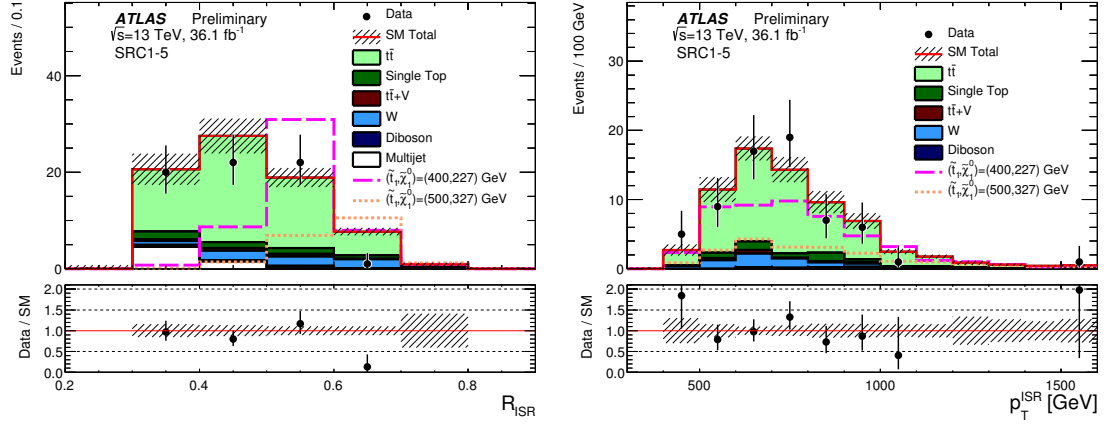 Events / 0.1
ATLAS Preliminary
√s=13 TeV, 36.1 fb⁻¹
SRC1-5
Data
SM Total
tt̄
Single Top
tt̄+V
W
Diboson
Multijet
(t̃₁,χ̃₁⁰)=(400,227) GeV
(t̃₁,χ̃₁⁰)=(500,327) GeV
40
20
0
Data / SM
2.0
1.5
1.0
0.5
0.0
0.2 0.4 0.6 0.8
R_ISR
Events / 100 GeV
ATLAS Preliminary
√s=13 TeV, 36.1 fb⁻¹
SRC1-5
Data
SM Total
tt̄
Single Top
tt̄+V
W
Diboson
(t̃₁,χ̃₁⁰)=(400,227) GeV
(t̃₁,χ̃₁⁰)=(500,327) GeV
30
20
10
0
Data / SM
2.0
1.5
1.0
0.5
0.0
500 1000 1500
p_T^ISR [GeV]